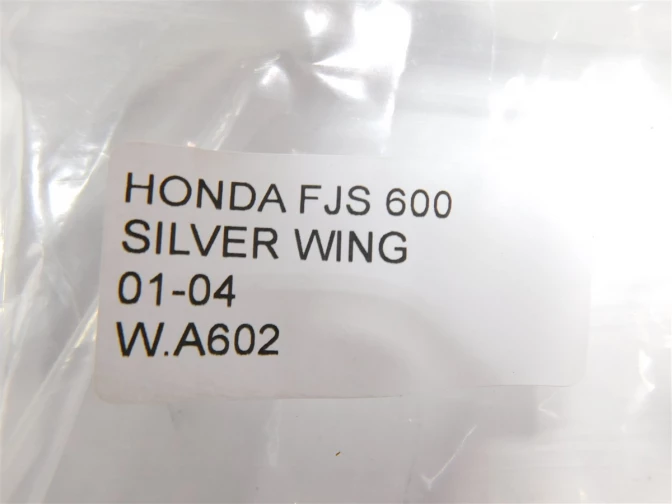 HONDA FJS 600
SILVER WING
01-04
W.A602